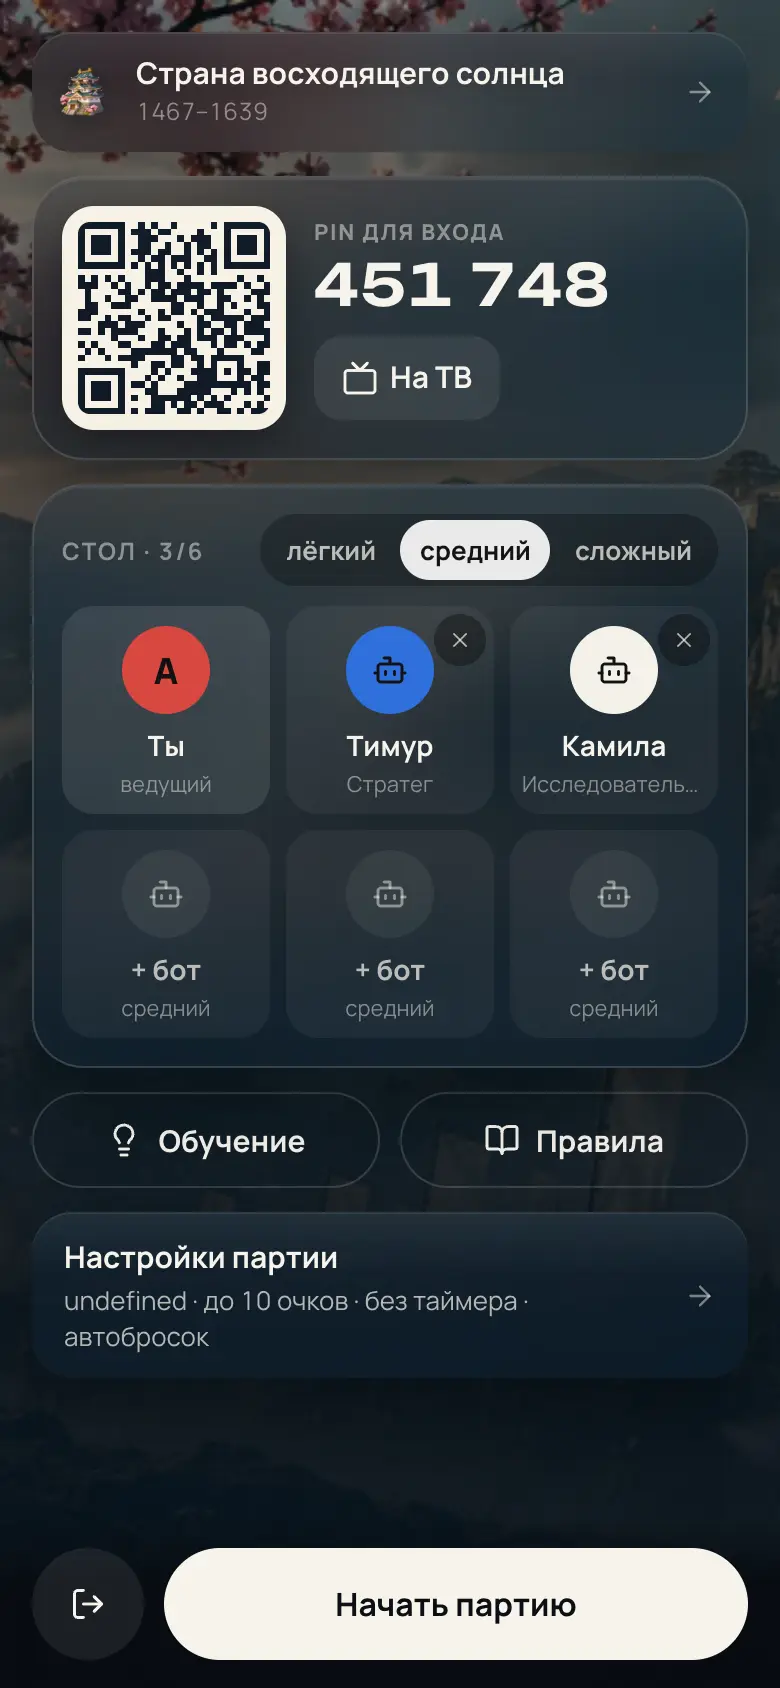 Страна восходящего солнца
1467–1639
PIN ДЛЯ ВХОДА
451 748
На ТВ
СТОЛ · 3/6
лёгкий
средний
сложный
А
Ты
ведущий
Тимур
Стратег
Камила
Исследователь...
+ бот
средний
+ бот
средний
+ бот
средний
Обучение
Правила
Настройки партии
undefined · до 10 очков · без таймера ·
автобросок
Начать партию